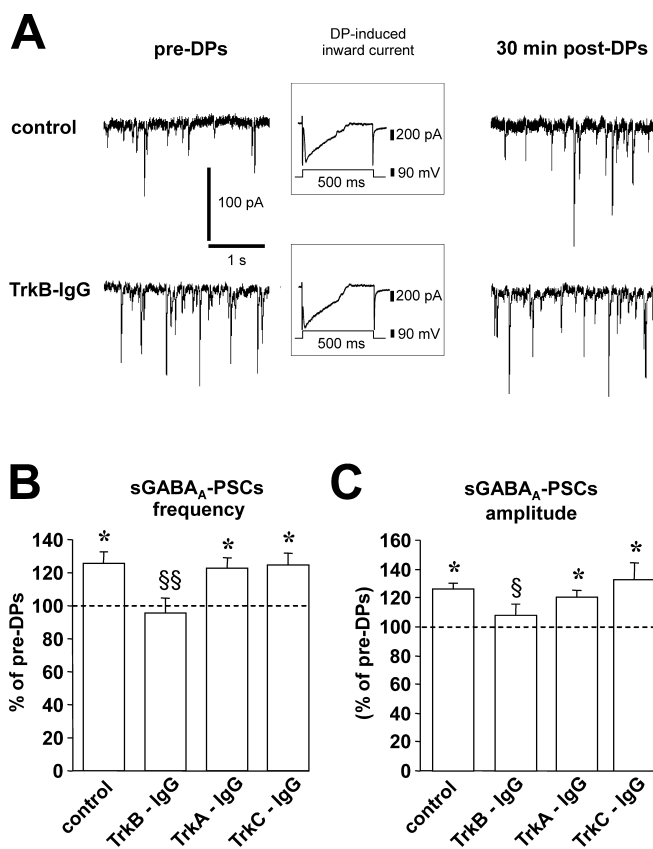 A
pre-DPs
DP-induced
inward current
30 min post-DPs
control
200 pA
90 mV
500 ms
100 pA
1 s
TrkB-IgG
200 pA
90 mV
500 ms
B
sGABAA-PSCs
frequency
% of pre-DPs
140
120
100
80
60
40
20
0
*
§§
*
*
control
TrkB - IgG
TrkA - IgG
TrkC - IgG
C
sGABAA-PSCs
amplitude
(% of pre-DPs)
160
140
120
100
80
60
40
20
0
*
§
*
*
control
TrkB - IgG
TrkA - IgG
TrkC - IgG